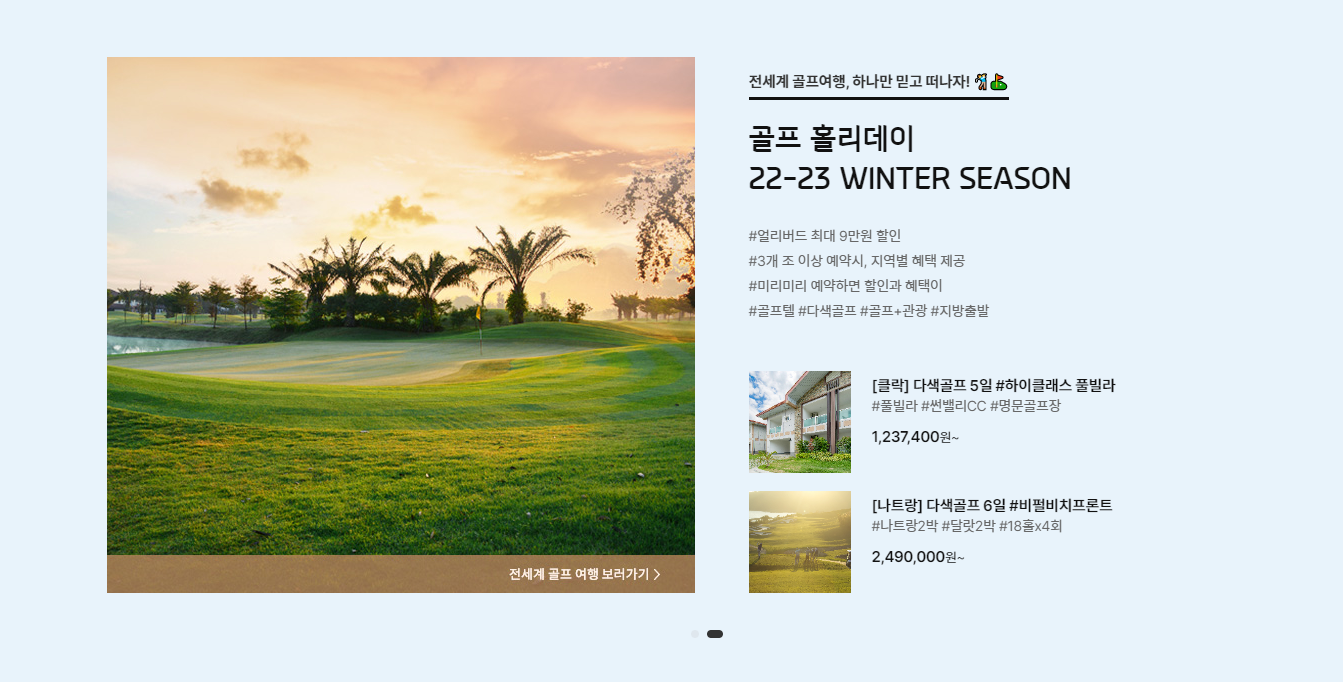 전세계 골프여행, 하나만 믿고 떠나자!
골프 홀리데이
22-23 WINTER SEASON
#얼리버드 최대 9만원 할인
#3개 조 이상 예약시, 지역별 혜택 제공
#미리미리 예약하면 할인과 혜택이
#골프텔 #다색골프 #골프+관광 #지방출발
[클락] 다색골프 5일 #하이클래스 풀빌라
#풀빌라 #썬밸리CC #명문골프장
1,237,400원~
[나트랑] 다색골프 6일 #비펄비치프론트
#나트랑2박 #달랏2박 #18홀x4회
2,490,000원~
전세계 골프 여행 보러가기 >